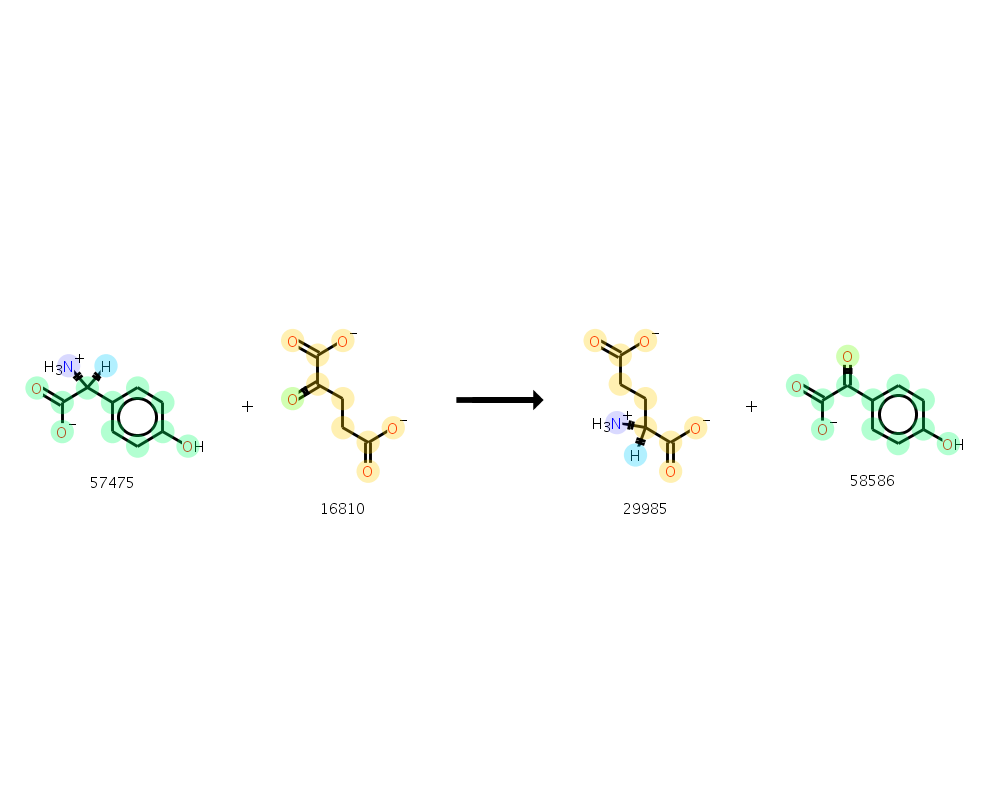 O O⁻ O O⁻ O
H₃N⁺ H O O⁻ H₃N⁺ O⁻ O
O O H O⁻
O⁻ OH O O OH
57475 + 16810 29985 + 58586